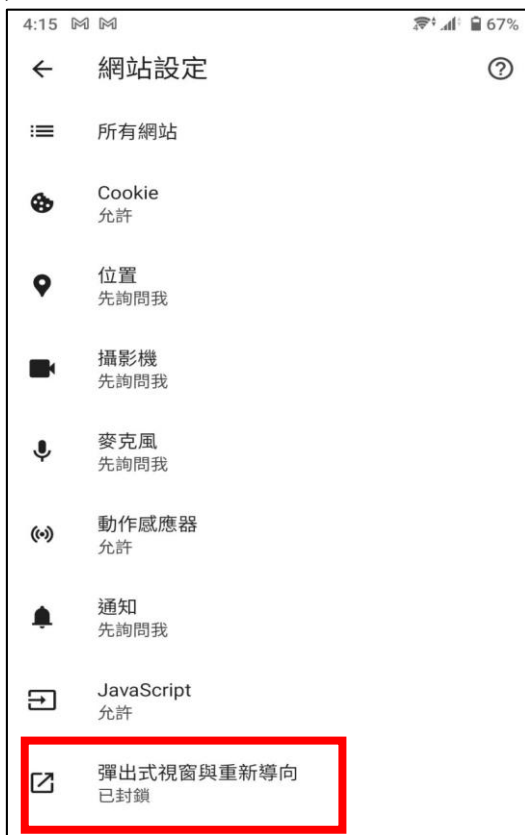 4:15 67%
網站設定
所有網站
Cookie
允許
位置
先詢問我
攝影機
先詢問我
麥克風
先詢問我
動作感應器
允許
通知
先詢問我
JavaScript
允許
彈出式視窗與重新導向
已封鎖